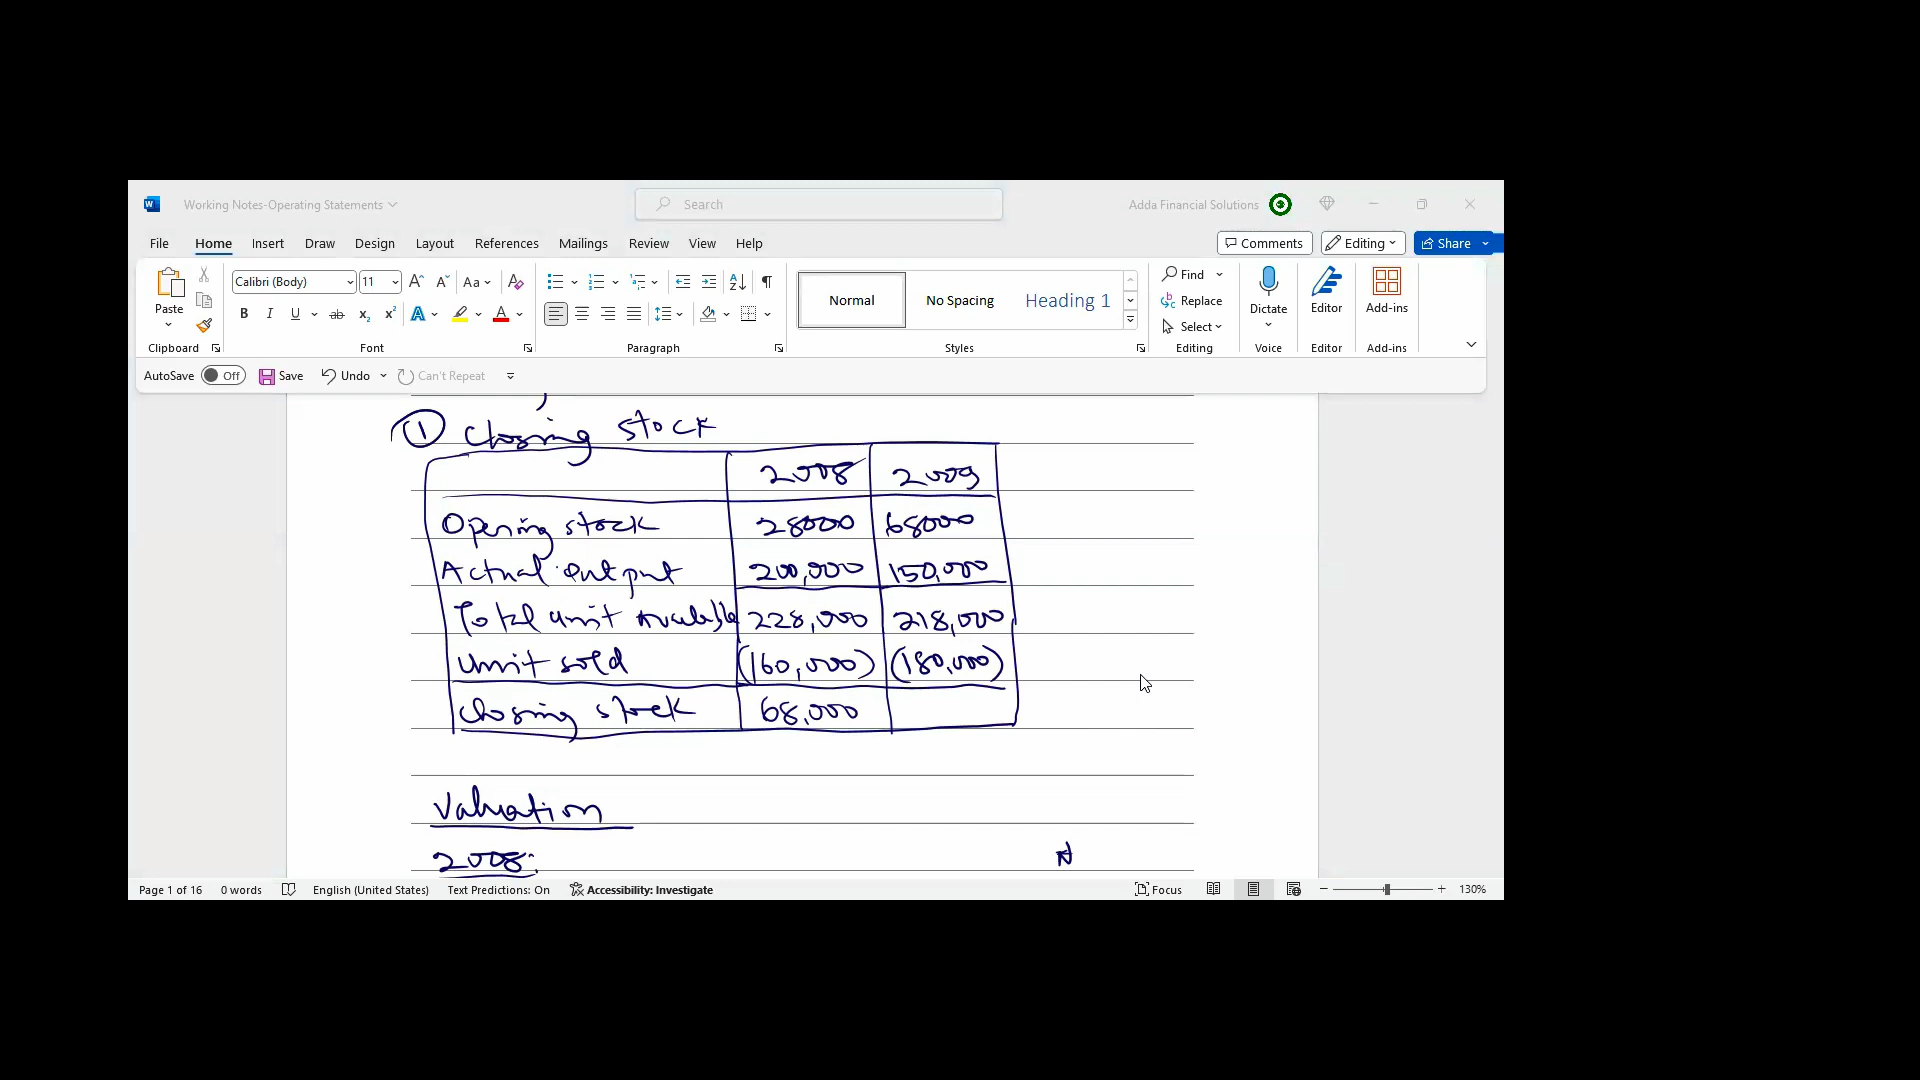 Working Notes-Operating Statements
Search
Adda Financial Solutions
File Home Insert Draw Design Layout References Mailings Review View Help
Comments Editing Share
Paste
Calibri (Body) 11 Aa
B I U ab x₂ x² A A
Normal
No Spacing
Heading 1
Find
Replace
Select
Dictate
Editor
Add-ins
Clipboard Font Paragraph Styles Editing Voice Editor Add-ins
AutoSave Off Save Undo Can't Repeat
① Closing stock
2008 2009
Opening stock 28000 68000
Actual output 200,000 150,000
Total unit available 228,000 218,000
Unit sold (160,000) (180,000)
Closing stock 68,000
Valuation
2008: ₦
Page 1 of 16 0 words English (United States) Text Predictions: On Accessibility: Investigate Focus 130%